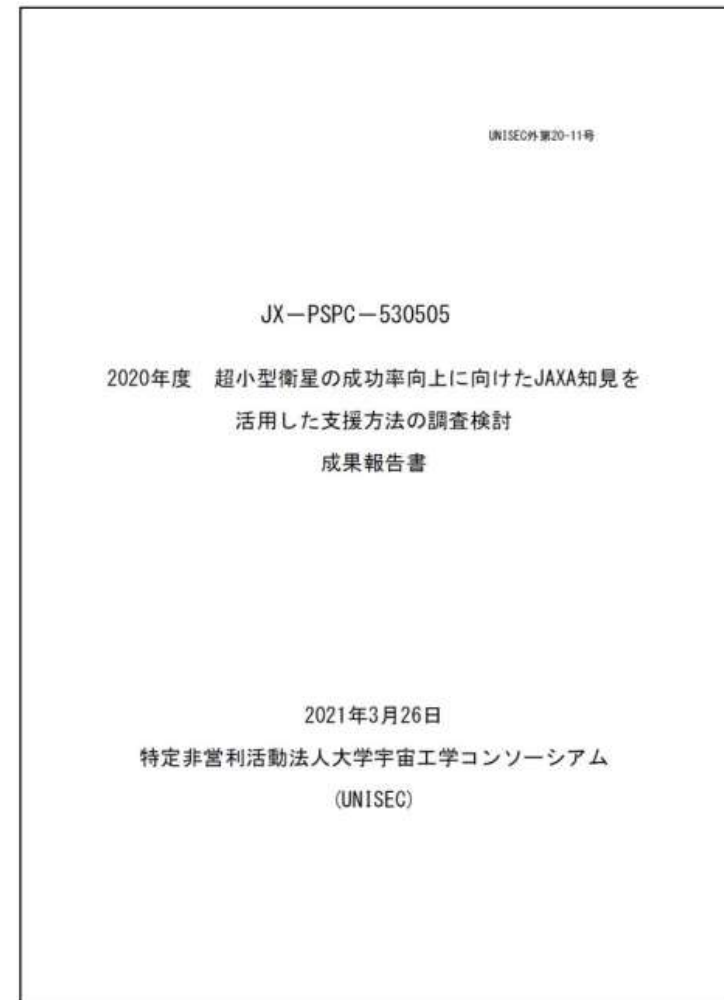 UNISEC外第20-11号
JX－PSPC－530505
2020年度　超小型衛星の成功率向上に向けたJAXA知見を
活用した支援方法の調査検討
成果報告書
2021年3月26日
特定非営利活動法人大学宇宙工学コンソーシアム
(UNISEC)